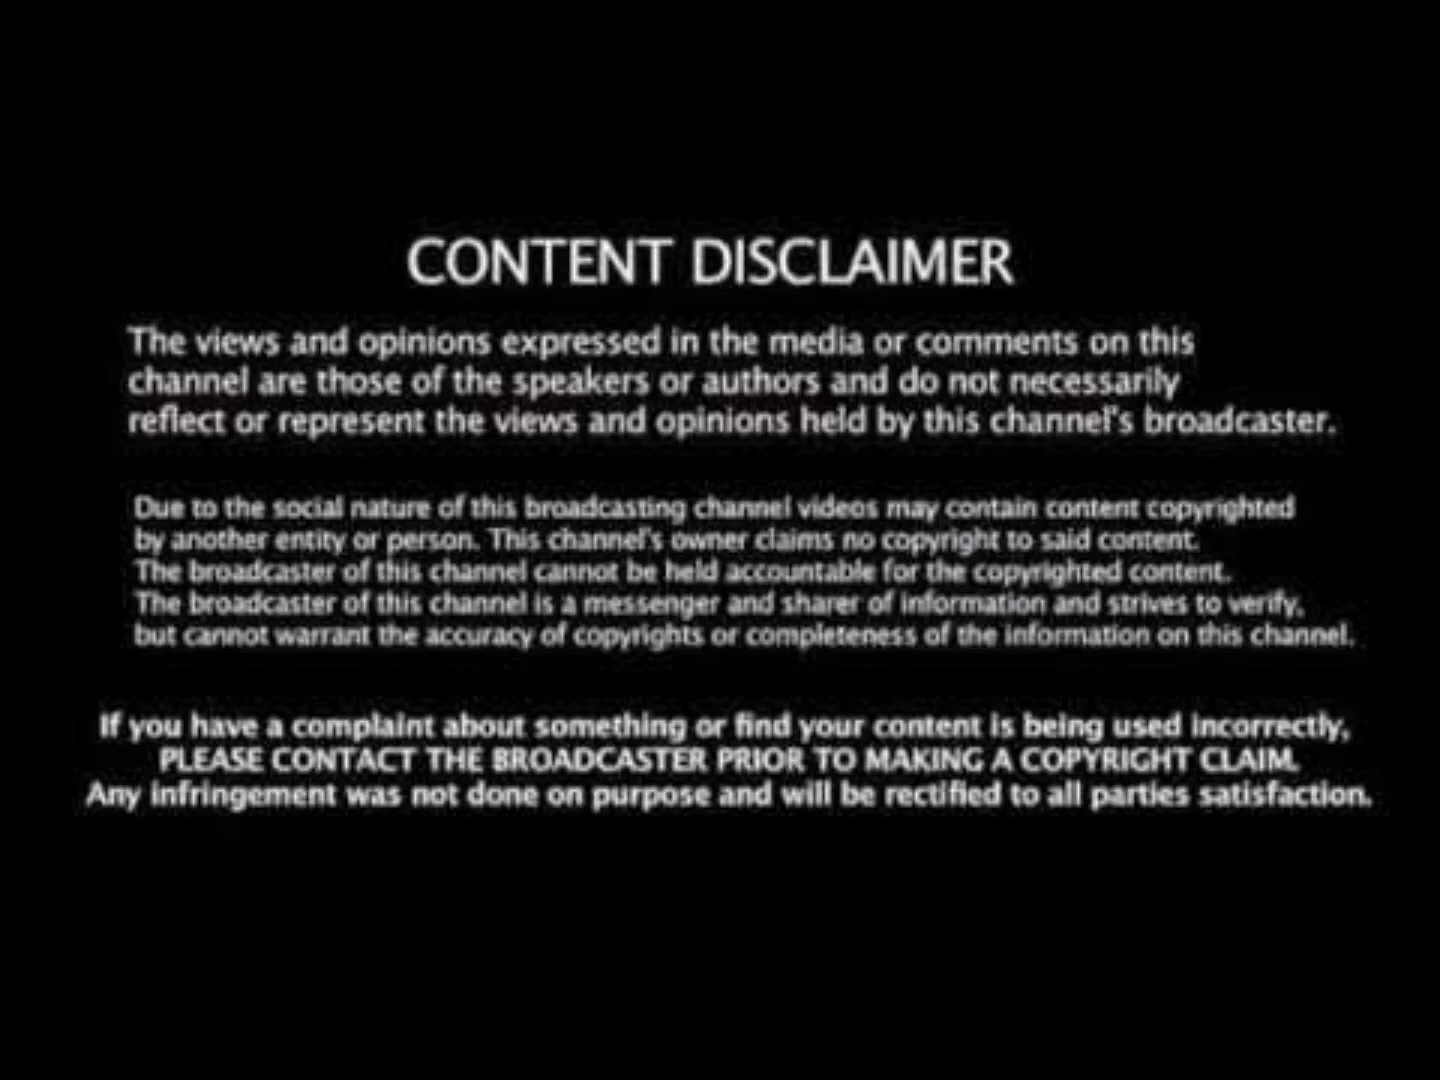 CONTENT DISCLAIMER
The views and opinions expressed in the media or comments on this
channel are those of the speakers or authors and do not necessarily
reflect or represent the views and opinions held by this channel's broadcaster.
Due to the social nature of this broadcasting channel videos may contain content copyrighted
by another entity or person. This channel's owner claims no copyright to said content.
The broadcaster of this channel cannot be held accountable for the copyrighted content.
The broadcaster of this channel is a messenger and sharer of information and strives to verify,
but cannot warrant the accuracy of copyrights or completeness of the information on this channel.
If you have a complaint about something or find your content is being used incorrectly,
PLEASE CONTACT THE BROADCASTER PRIOR TO MAKING A COPYRIGHT CLAIM.
Any infringement was not done on purpose and will be rectified to all parties satisfaction.